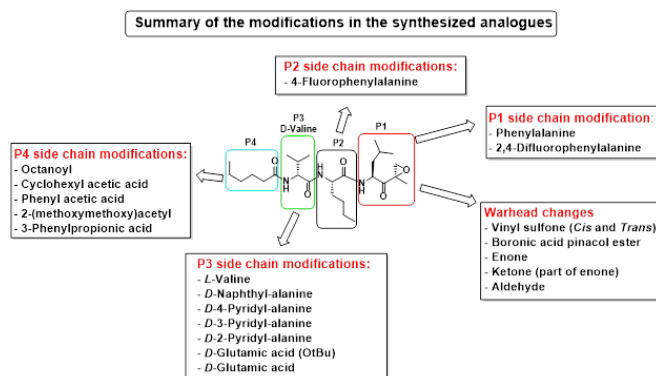 Summary of the modifications in the synthesized analogues
P2 side chain modifications:
- 4-Fluorophenylalanine
P3
D-Valine
P4
P2
P1
P1 side chain modification:
- Phenylalanine
- 2,4-Difluorophenylalanine
P4 side chain modifications:
- Octanoyl
- Cyclohexyl acetic acid
- Phenyl acetic acid
- 2-(methoxymethoxy)acetyl
- 3-Phenylpropionic acid
O
H
N
N
H
O
H
N
O
N
H
O
O
Warhead changes
- Vinyl sulfone (Cis and Trans)
- Boronic acid pinacol ester
- Enone
- Ketone (part of enone)
- Aldehyde
P3 side chain modifications:
- L-Valine
- D-Naphthyl-alanine
- D-4-Pyridyl-alanine
- D-3-Pyridyl-alanine
- D-2-Pyridyl-alanine
- D-Glutamic acid (OtBu)
- D-Glutamic acid